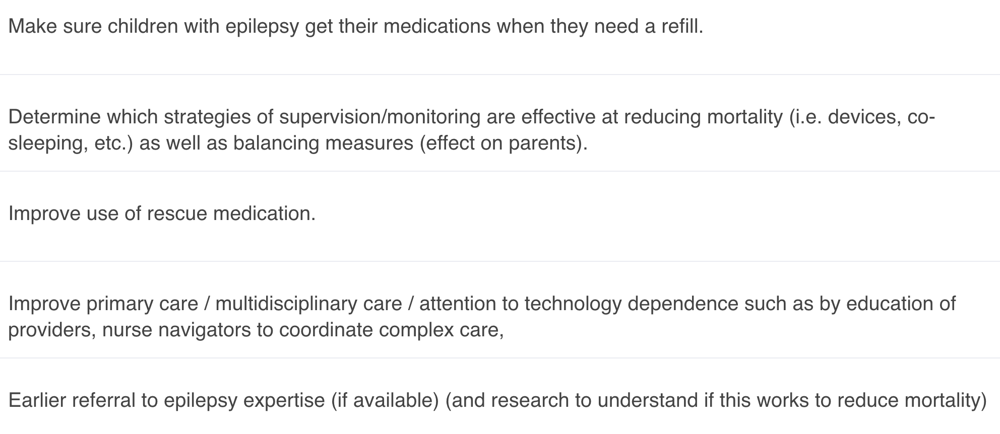 Make sure children with epilepsy get their medications when they need a refill.
Determine which strategies of supervision/monitoring are effective at reducing mortality (i.e. devices, co-
sleeping, etc.) as well as balancing measures (effect on parents).
Improve use of rescue medication.
Improve primary care / multidisciplinary care / attention to technology dependence such as by education of
providers, nurse navigators to coordinate complex care,
Earlier referral to epilepsy expertise (if available) (and research to understand if this works to reduce mortality)